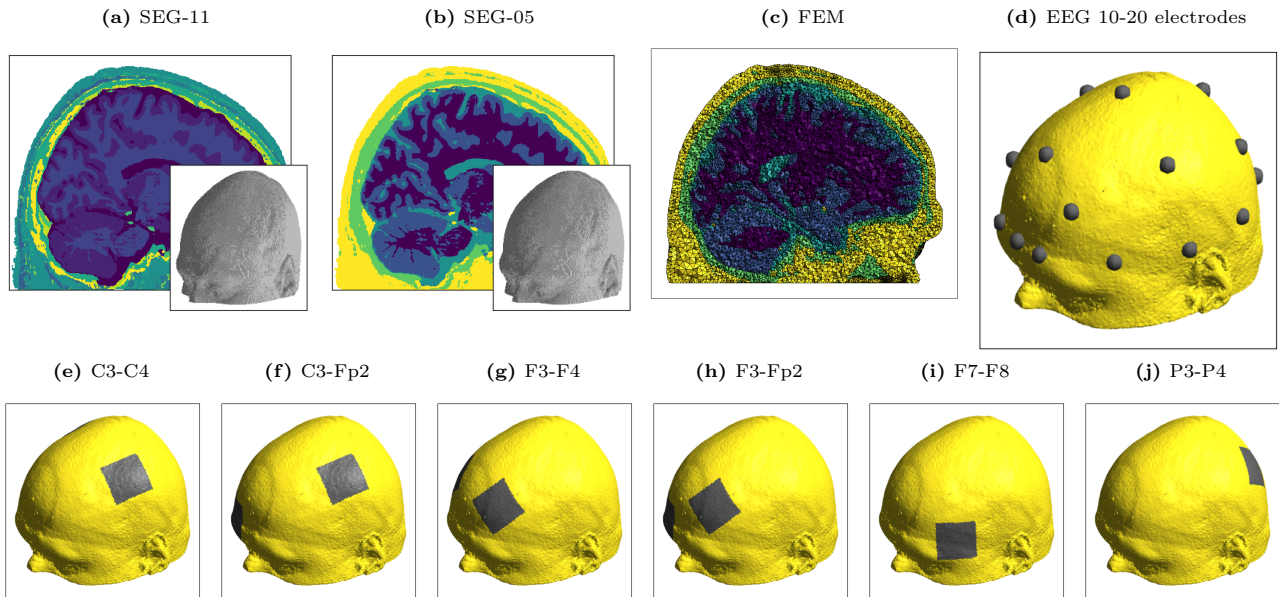 (a) SEG-11
(b) SEG-05
(c) FEM
(d) EEG 10-20 electrodes
(e) C3-C4
(f) C3-Fp2
(g) F3-F4
(h) F3-Fp2
(i) F7-F8
(j) P3-P4